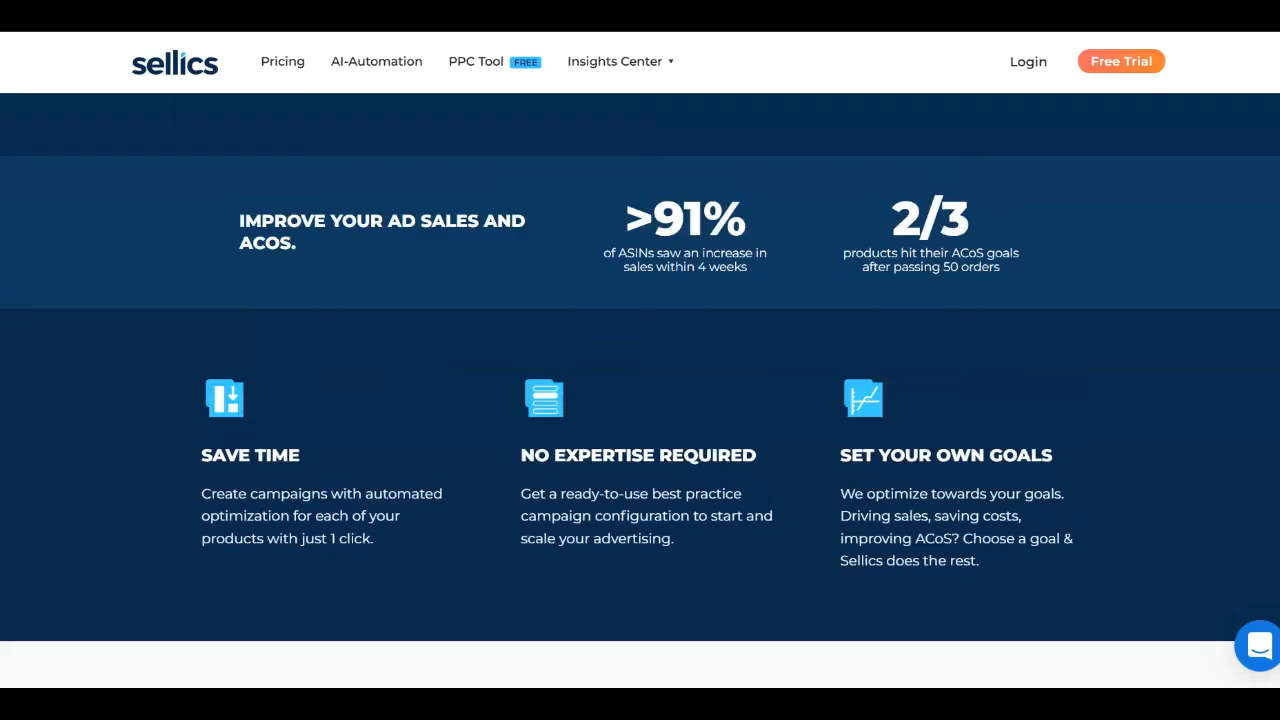 sellics
Pricing
AI-Automation
PPC Tool FREE
Insights Center
Login
Free Trial
IMPROVE YOUR AD SALES AND
ACOS.
>91%
of ASINs saw an increase in
sales within 4 weeks
2/3
products hit their ACoS goals
after passing 50 orders
SAVE TIME
Create campaigns with automated
optimization for each of your
products with just 1 click.
NO EXPERTISE REQUIRED
Get a ready-to-use best practice
campaign configuration to start and
scale your advertising.
SET YOUR OWN GOALS
We optimize towards your goals.
Driving sales, saving costs,
improving ACoS? Choose a goal &
Sellics does the rest.